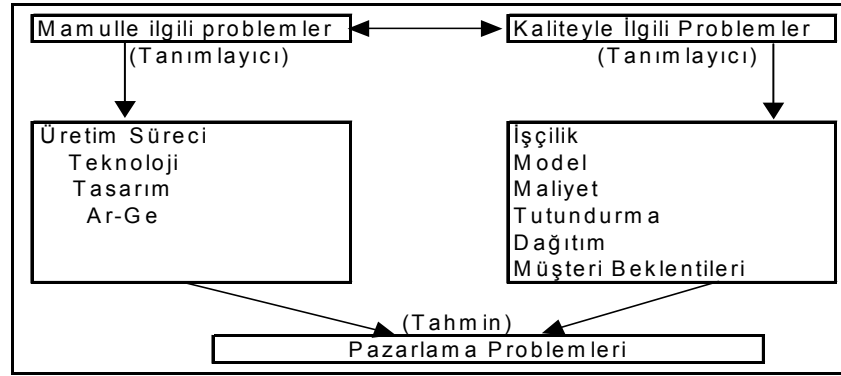 Mamulle ilgili problemler
(Tanımlayıcı)
Kaliteyle İlgili Problemler
(Tanımlayıcı)
Üretim Süreci
Teknoloji
Tasarım
Ar-Ge
İşçilik
Model
Maliyet
Tutundurma
Dağıtım
Müşteri Beklentileri
(Tahmin)
Pazarlama Problemleri